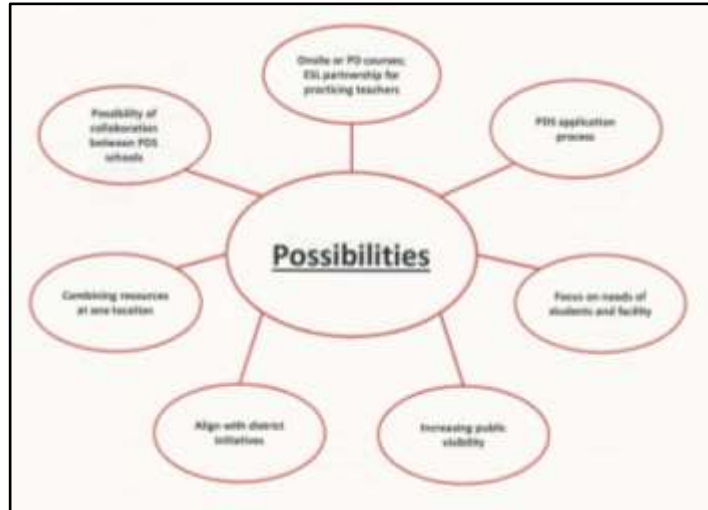 Onsite or PD courses;
ESL partnership for
practicing teachers
Possibility of
collaboration
between PDS
schools
PDS application
process
Possibilities
Combining resources
at one location
Focus on needs of
students and facility
Align with district
initiatives
Increasing public
visibility